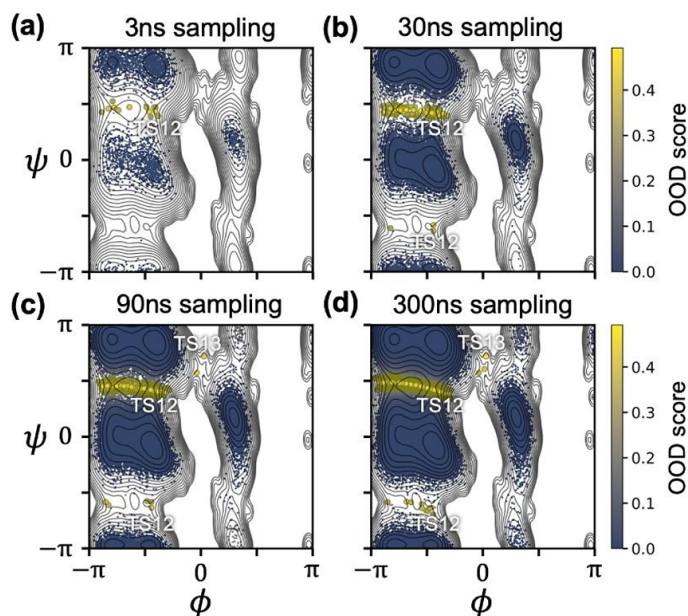 (a) 3ns sampling
(b) 30ns sampling
π
ψ 0
−π
TS12
TS12
TS12
0.4
0.3
0.2
0.1
0.0
OOD score
(c) 90ns sampling
(d) 300ns sampling
π
ψ 0
−π
TS13
TS12
TS12
TS13
TS12
TS12
0.4
0.3
0.2
0.1
0.0
OOD score
−π 0 π
ϕ
−π 0 π
ϕ